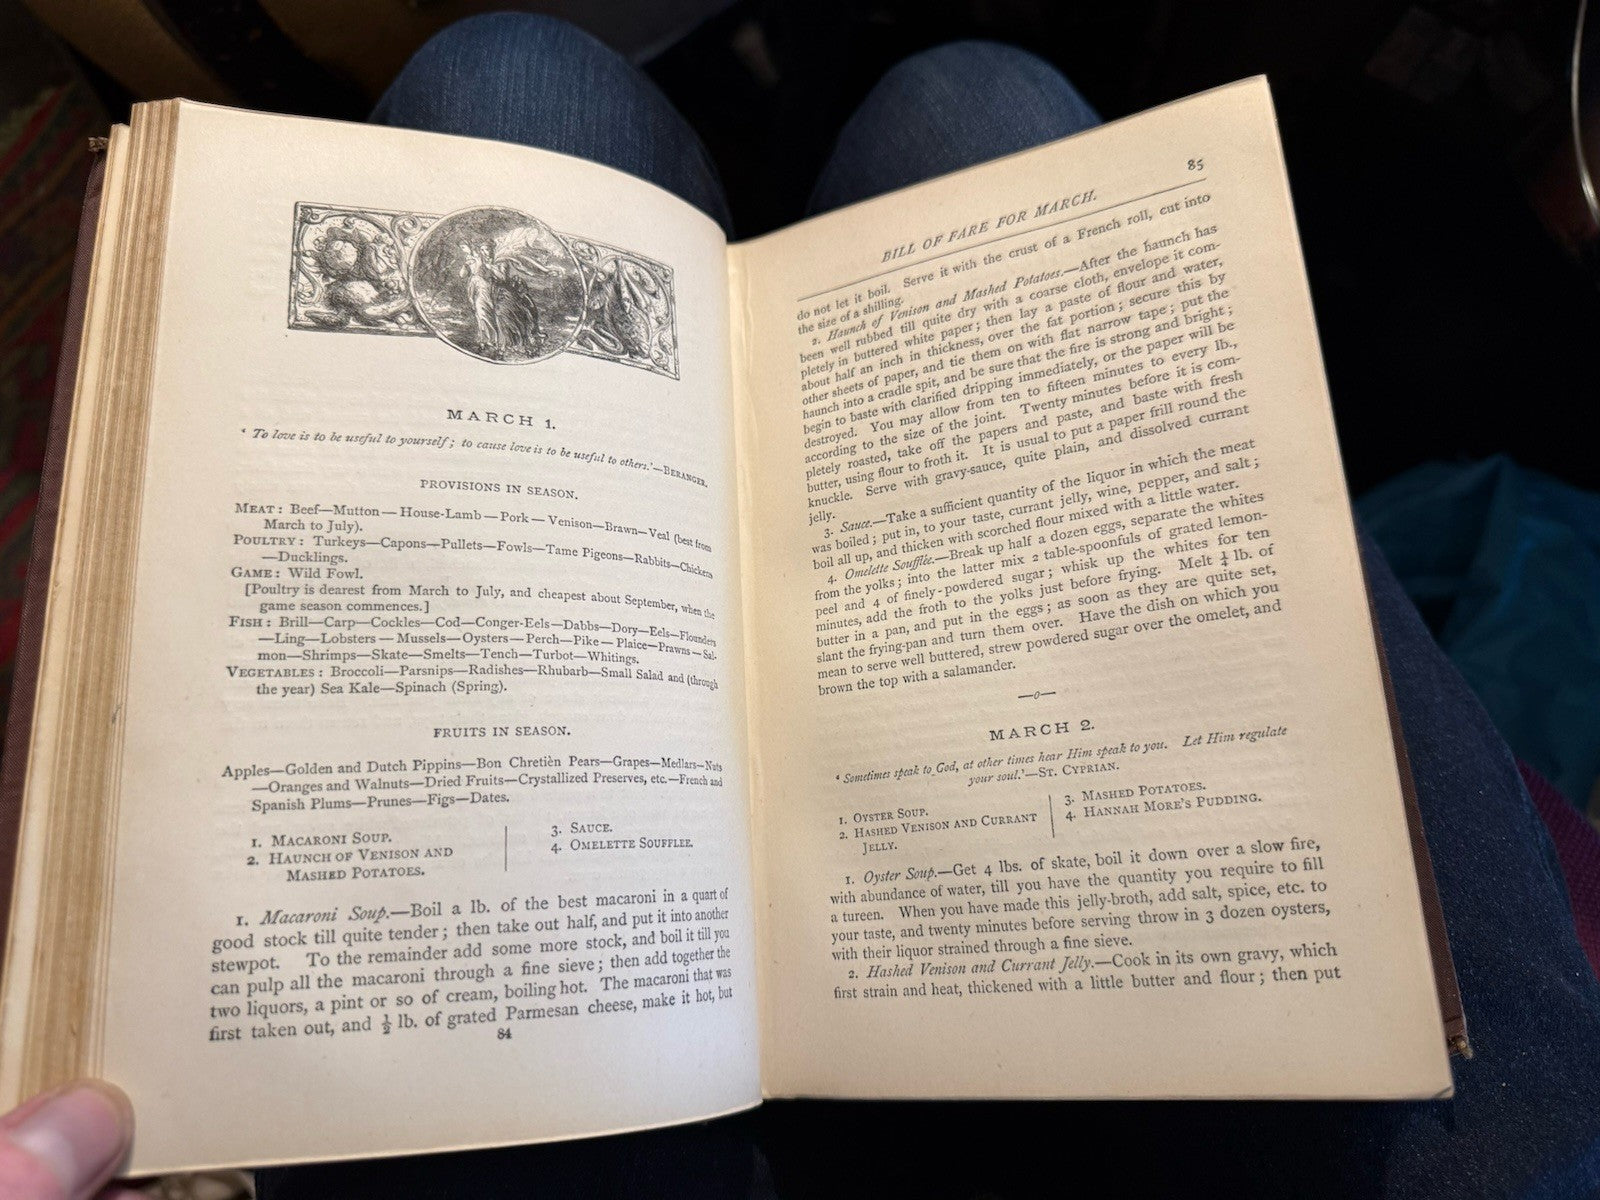 MARCH 1.
‘ To love is to be useful to yourself; to cause love is to be useful to others.’—BERANGER.
PROVISIONS IN SEASON.
MEAT: Beef—Mutton—House-Lamb—Pork—Venison—Brawn—Veal (best from
March to July).
POULTRY: Turkeys—Capons—Pullets—Fowls—Tame Pigeons—Rabbits—Chickens
—Ducklings.
GAME: Wild Fowl.
[Poultry is dearest from March to July, and cheapest about September, when the
game season commences.]
FISH: Brill—Carp—Cockles—Cod—Conger-Eels—Dabbs—Dory—Eels—Flounders
—Ling—Lobsters—Mussels—Oysters—Perch—Pike—Plaice—Prawns—Sal-
mon—Shrimps—Skate—Smelts—Tench—Turbot—Whitings.
VEGETABLES: Broccoli—Parsnips—Radishes—Rhubarb—Small Salad and (through
the year) Sea Kale—Spinach (Spring).
FRUITS IN SEASON.
Apples—Golden and Dutch Pippins—Bon Chretièn Pears—Grapes—Medlars—Nuts
—Oranges and Walnuts—Dried Fruits—Crystallized Preserves, etc.—French and
Spanish Plums—Prunes—Figs—Dates.
1. MACARONI SOUP.
2. HAUNCH OF VENISON AND
MASHED POTATOES.
3. SAUCE.
4. OMELETTE SOUFFLEE.
1. Macaroni Soup.—Boil a lb. of the best macaroni in a quart of
good stock till quite tender; then take out half, and put it into another
stewpot. To the remainder add some more stock, and boil it till you
can pulp all the macaroni through a fine sieve; then add together the
two liquors, a pint or so of cream, boiling hot. The macaroni that was
first taken out, and ½ lb. of grated Parmesan cheese, make it hot, but
84
85
BILL OF FARE FOR MARCH.
do not let it boil. Serve it with the crust of a French roll, cut into
the size of a shilling.
2. Haunch of Venison and Mashed Potatoes.—After the haunch has
been well rubbed till quite dry with a coarse cloth, envelope it com-
pletely in buttered white paper; then lay a paste of flour and water,
about half an inch in thickness, over the fat portion; secure this by
other sheets of paper, and tie them on with flat narrow tape; put the
haunch into a cradle spit, and be sure that the fire is strong and bright;
begin to baste with clarified dripping immediately, or the paper will be
destroyed. You may allow from ten to fifteen minutes to every lb.,
according to the size of the joint. Twenty minutes before it is com-
pletely roasted, take off the papers and paste, and baste with fresh
butter, using flour to froth it. It is usual to put a paper frill round the
knuckle. Serve with gravy-sauce, quite plain, and dissolved currant
jelly.
3. Sauce.—Take a sufficient quantity of the liquor in which the meat
was boiled; put in, to your taste, currant jelly, wine, pepper, and salt;
boil all up, and thicken with scorched flour mixed with a little water.
4. Omelette Soufflée.—Break up half a dozen eggs, separate the whites
from the yolks; into the latter mix 2 table-spoonfuls of grated lemon-
peel and 4 of finely-powdered sugar; whisk up the whites for ten
minutes, add the froth to the yolks just before frying. Melt ¼ lb. of
butter in a pan, and put in the eggs; as soon as they are quite set,
slant the frying-pan and turn them over. Have the dish on which you
mean to serve well buttered, strew powdered sugar over the omelet, and
brown the top with a salamander.
—o—
MARCH 2.
‘ Sometimes speak to God, at other times hear Him speak to you. Let Him regulate
your soul.’—ST. CYPRIAN.
1. OYSTER SOUP.
2. HASHED VENISON AND CURRANT
JELLY.
3. MASHED POTATOES.
4. HANNAH MORE'S PUDDING.
1. Oyster Soup.—Get 4 lbs. of skate, boil it down over a slow fire,
with abundance of water, till you have the quantity you require to fill
a tureen. When you have made this jelly-broth, add salt, spice, etc. to
your taste, and twenty minutes before serving throw in 3 dozen oysters,
with their liquor strained through a fine sieve.
2. Hashed Venison and Currant Jelly.—Cook in its own gravy, which
first strain and heat, thickened with a little butter and flour; then put